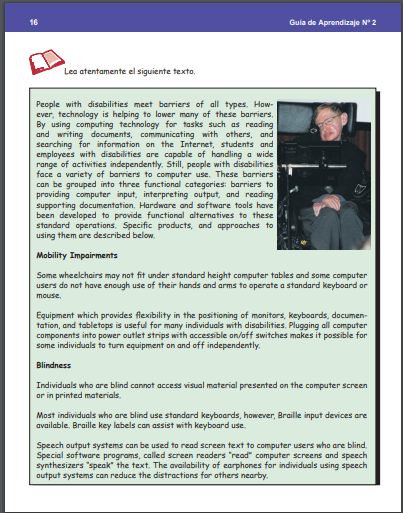 16
Guía de Aprendizaje Nº 2
Lea atentamente el siguiente texto.
People with disabilities meet barriers of all types. How-
ever, technology is helping to lower many of these barriers.
By using computing technology for tasks such as reading
and writing documents, communicating with others, and
searching for information on the Internet, students and
employees with disabilities are capable of handling a wide
range of activities independently. Still, people with disabilities
face a variety of barriers to computer use. These barriers
can be grouped into three functional categories: barriers to
providing computer input, interpreting output, and reading
supporting documentation. Hardware and software tools have
been developed to provide functional alternatives to these
standard operations. Specific products, and approaches to
using them are described below.
Mobility Impairments
Some wheelchairs may not fit under standard height computer tables and some computer
users do not have enough use of their hands and arms to operate a standard keyboard or
mouse.
Equipment which provides flexibility in the positioning of monitors, keyboards, documen-
tation, and tabletops is useful for many individuals with disabilities. Plugging all computer
components into power outlet strips with accessible on/off switches makes it possible for
some individuals to turn equipment on and off independently.
Blindness
Individuals who are blind cannot access visual material presented on the computer screen
or in printed materials.
Most individuals who are blind use standard keyboards, however, Braille input devices are
available. Braille key labels can assist with keyboard use.
Speech output systems can be used to read screen text to computer users who are blind.
Special software programs, called screen readers "read" computer screens and speech
synthesizers "speak" the text. The availability of earphones for individuals using speech
output systems can reduce the distractions for others nearby.